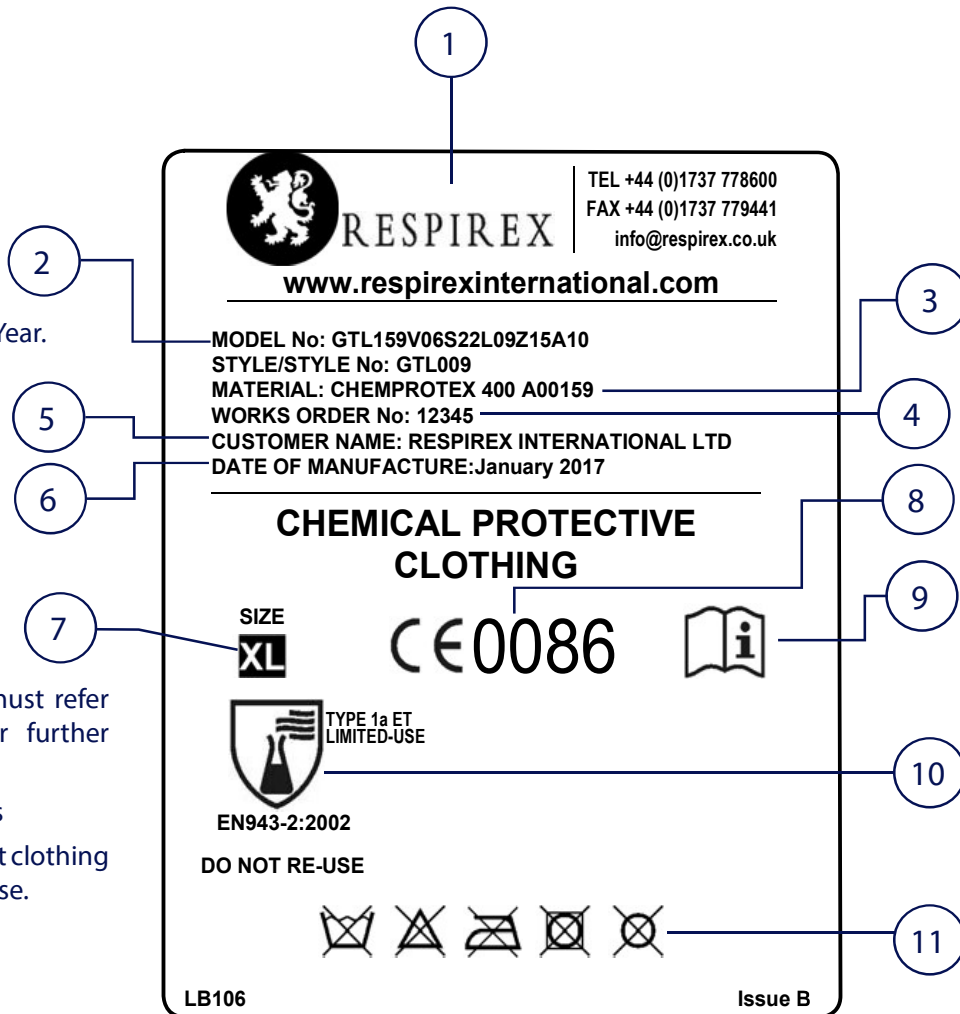 1
RESPIREX
TEL +44 (0)1737 778600
FAX +44 (0)1737 779441
info@respirex.co.uk
www.respirexinternational.com
2
3
Year.
MODEL No: GTL159V06S22L09Z15A10
STYLE/STYLE No: GTL009
MATERIAL: CHEMPROTEX 400 A00159
WORKS ORDER No: 12345
4
5
CUSTOMER NAME: RESPIREX INTERNATIONAL LTD
DATE OF MANUFACTURE:January 2017
6
8
CHEMICAL PROTECTIVE
CLOTHING
9
7
SIZE
XL
CE0086
i
must refer
r further
TYPE 1a ET
LIMITED-USE
10
s
EN943-2:2002
t clothing
se.
DO NOT RE-USE
11
LB106
Issue B